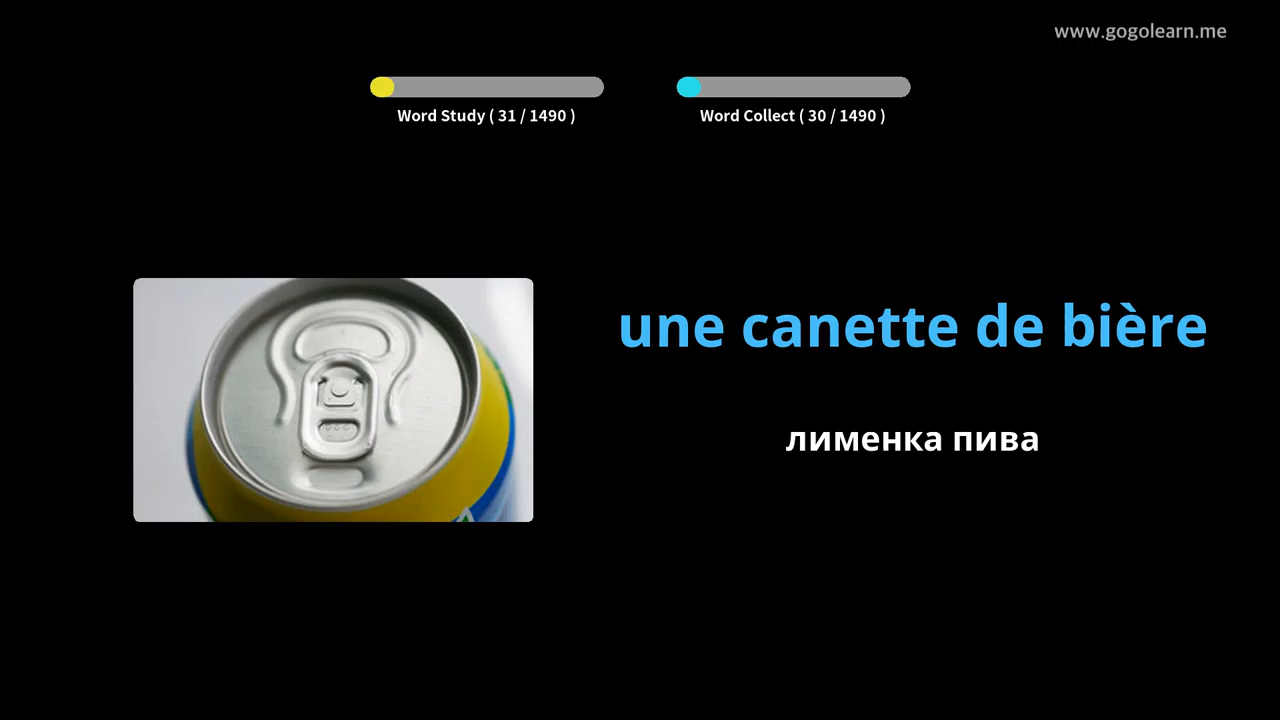 www.gogolearn.me
Word Study ( 31 / 1490 )
Word Collect ( 30 / 1490 )
une canette de bière
лименка пива